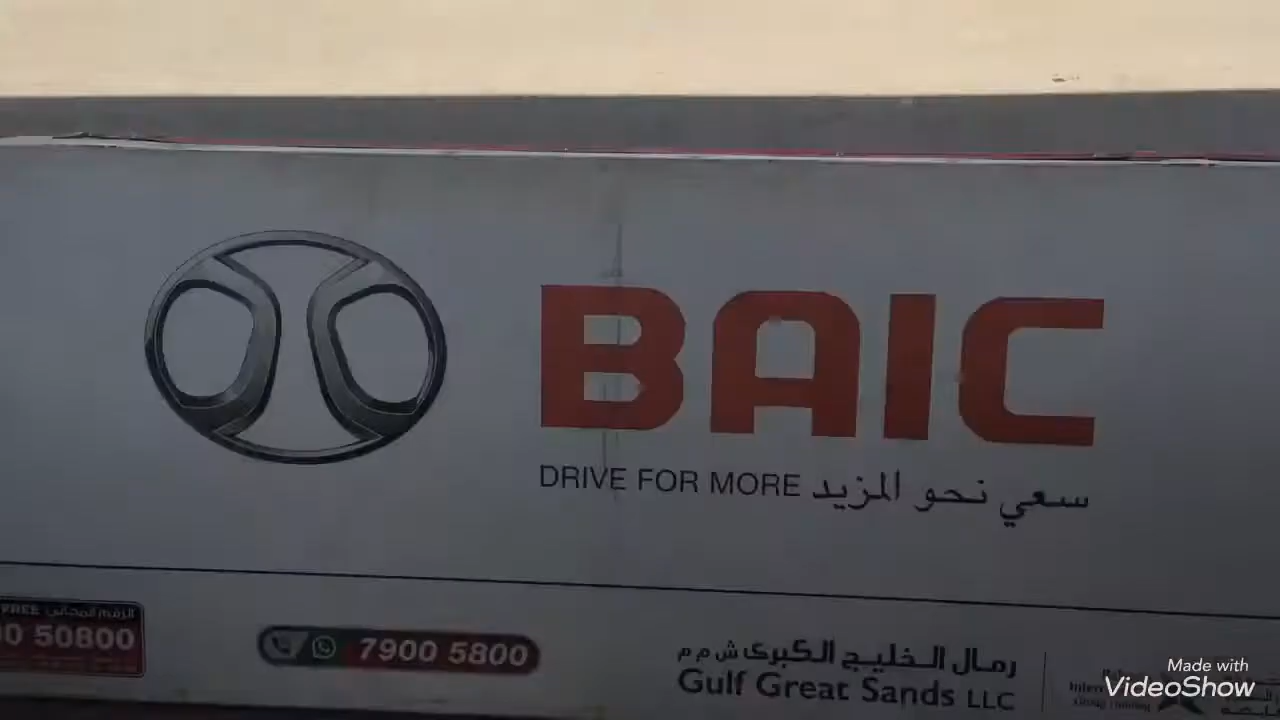 BAIC
DRIVE FOR MORE سعي نحو المزيد
FREE الرقم المجاني
50800
7900 5800
رمال الخليج الكبرى ش م م
Gulf Great Sands LLC
Made with
VideoShow